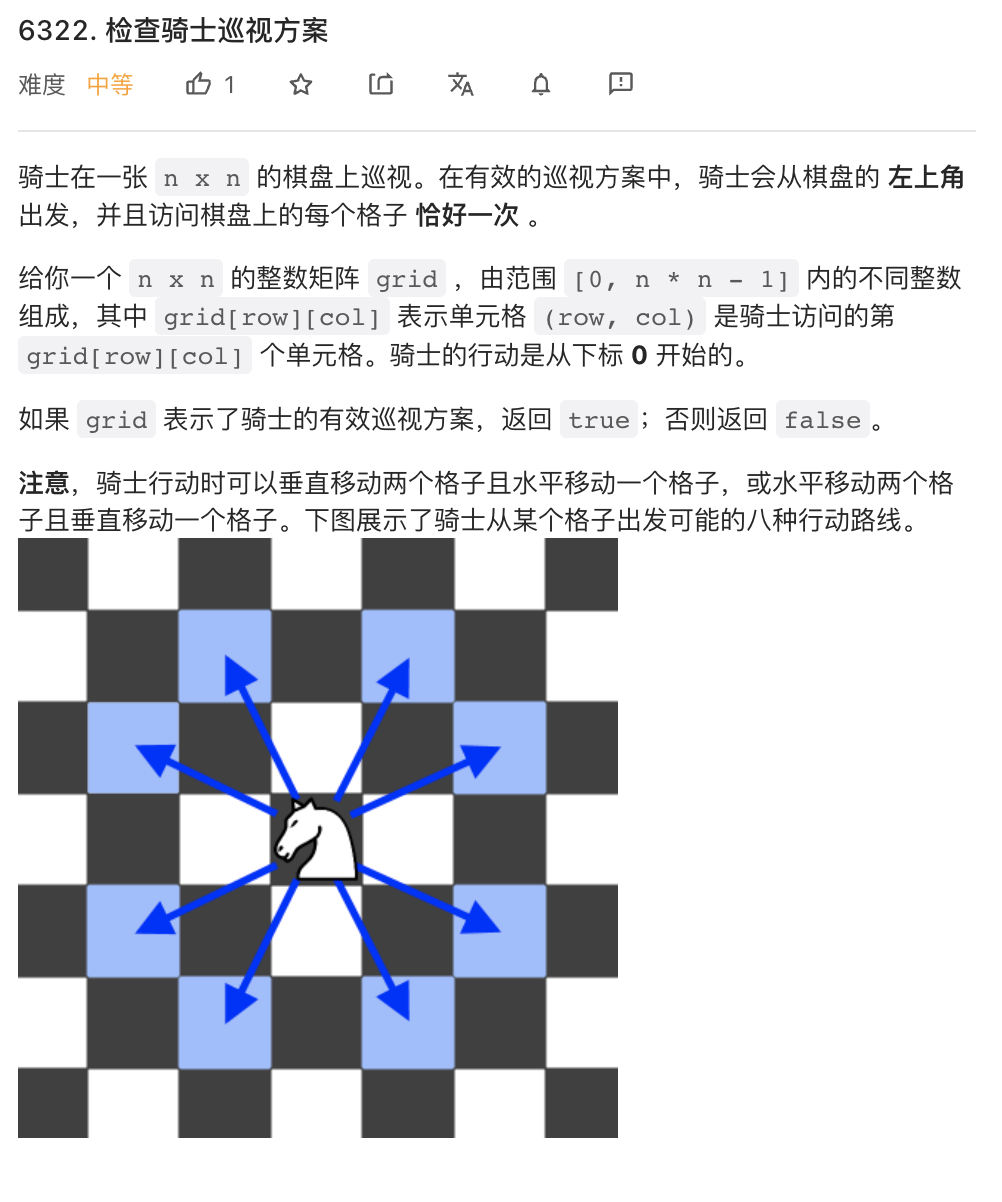 6322. 检查骑士巡视方案
难度 中等 1
骑士在一张 n x n 的棋盘上巡视。在有效的巡视方案中，骑士会从棋盘的 左上角
出发，并且访问棋盘上的每个格子 恰好一次 。
给你一个 n x n 的整数矩阵 grid ，由范围 [0, n * n - 1] 内的不同整数
组成，其中 grid[row][col] 表示单元格 (row, col) 是骑士访问的第
grid[row][col] 个单元格。骑士的行动是从下标 0 开始的。
如果 grid 表示了骑士的有效巡视方案，返回 true；否则返回 false。
注意，骑士行动时可以垂直移动两个格子且水平移动一个格子，或水平移动两个格
子且垂直移动一个格子。下图展示了骑士从某个格子出发可能的八种行动路线。